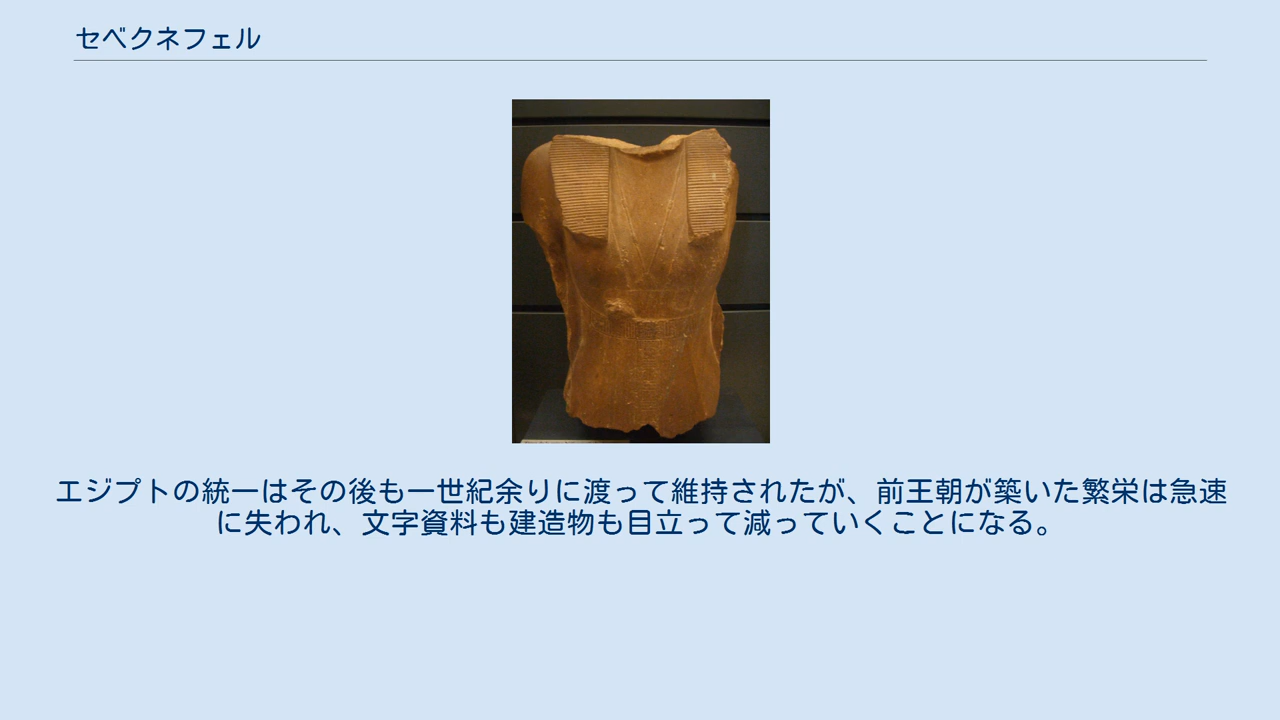 セベクネフェル
エジプトの統一はその後も一世紀余りに渡って維持されたが、前王朝が築いた繁栄は急速
に失われ、文字資料も建造物も目立って減っていくことになる。